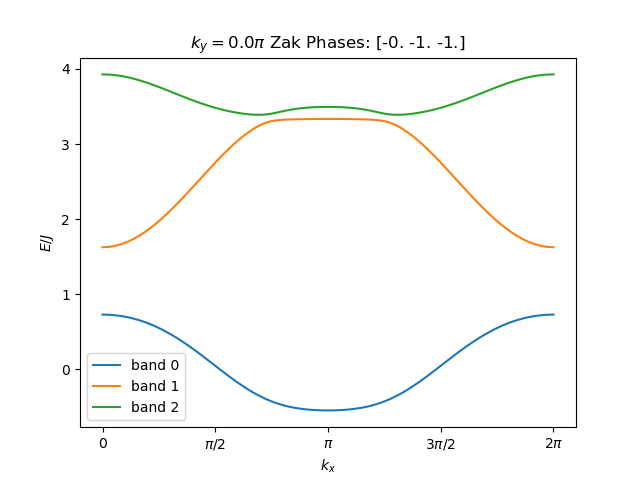 $k_y = 0.0\pi$ Zak Phases: [-0. -1. -1.]
4
3
2
1
0
E/J
band 0
band 1
band 2
0
π/2
π
3π/2
2π
$k_x$